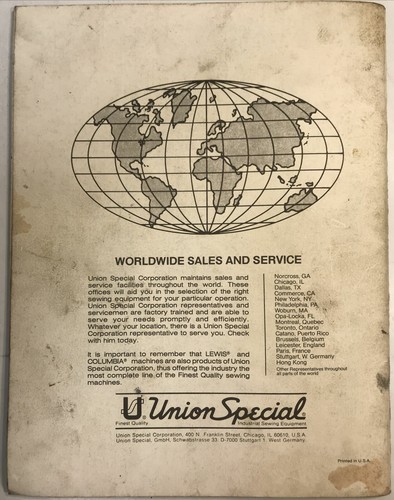 WORLDWIDE SALES AND SERVICE
Union Special Corporation maintains sales and
service facilities throughout the world. These
offices will aid you in the selection of the right
sewing equipment for your particular operation.
Union Special Corporation representatives and
servicemen are factory trained and are able to
serve your needs promptly and efficiently.
Whatever your location, there is a Union Special
Corporation representative to serve you. Check
with him today.
It is important to remember that LEWIS® and
COLUMBIA® machines are also products of Union
Special Corporation, thus offering the industry the
most complete line of the Finest Quality sewing
machines.
Norcross, GA
Chicago, IL
Dallas, TX
Commerce, CA
New York, NY
Philadelphia, PA
Woburn, MA
Opa-Locka, FL
Montreal, Quebec
Toronto, Ontario
Catano, Puerto Rico
Brussels, Belgium
Leicester, England
Paris, France
Stuttgart, W. Germany
Hong Kong
Other Representatives throughout
all parts of the world
Union Special®
Finest Quality Industrial Sewing Equipment
Union Special Corporation, 400 N. Franklin Street, Chicago, IL 60610, U.S.A.
Union Special, GmbH, Schwabstrasse 33, D-7000 Stuttgart 1, West Germany.
Printed in U.S.A.